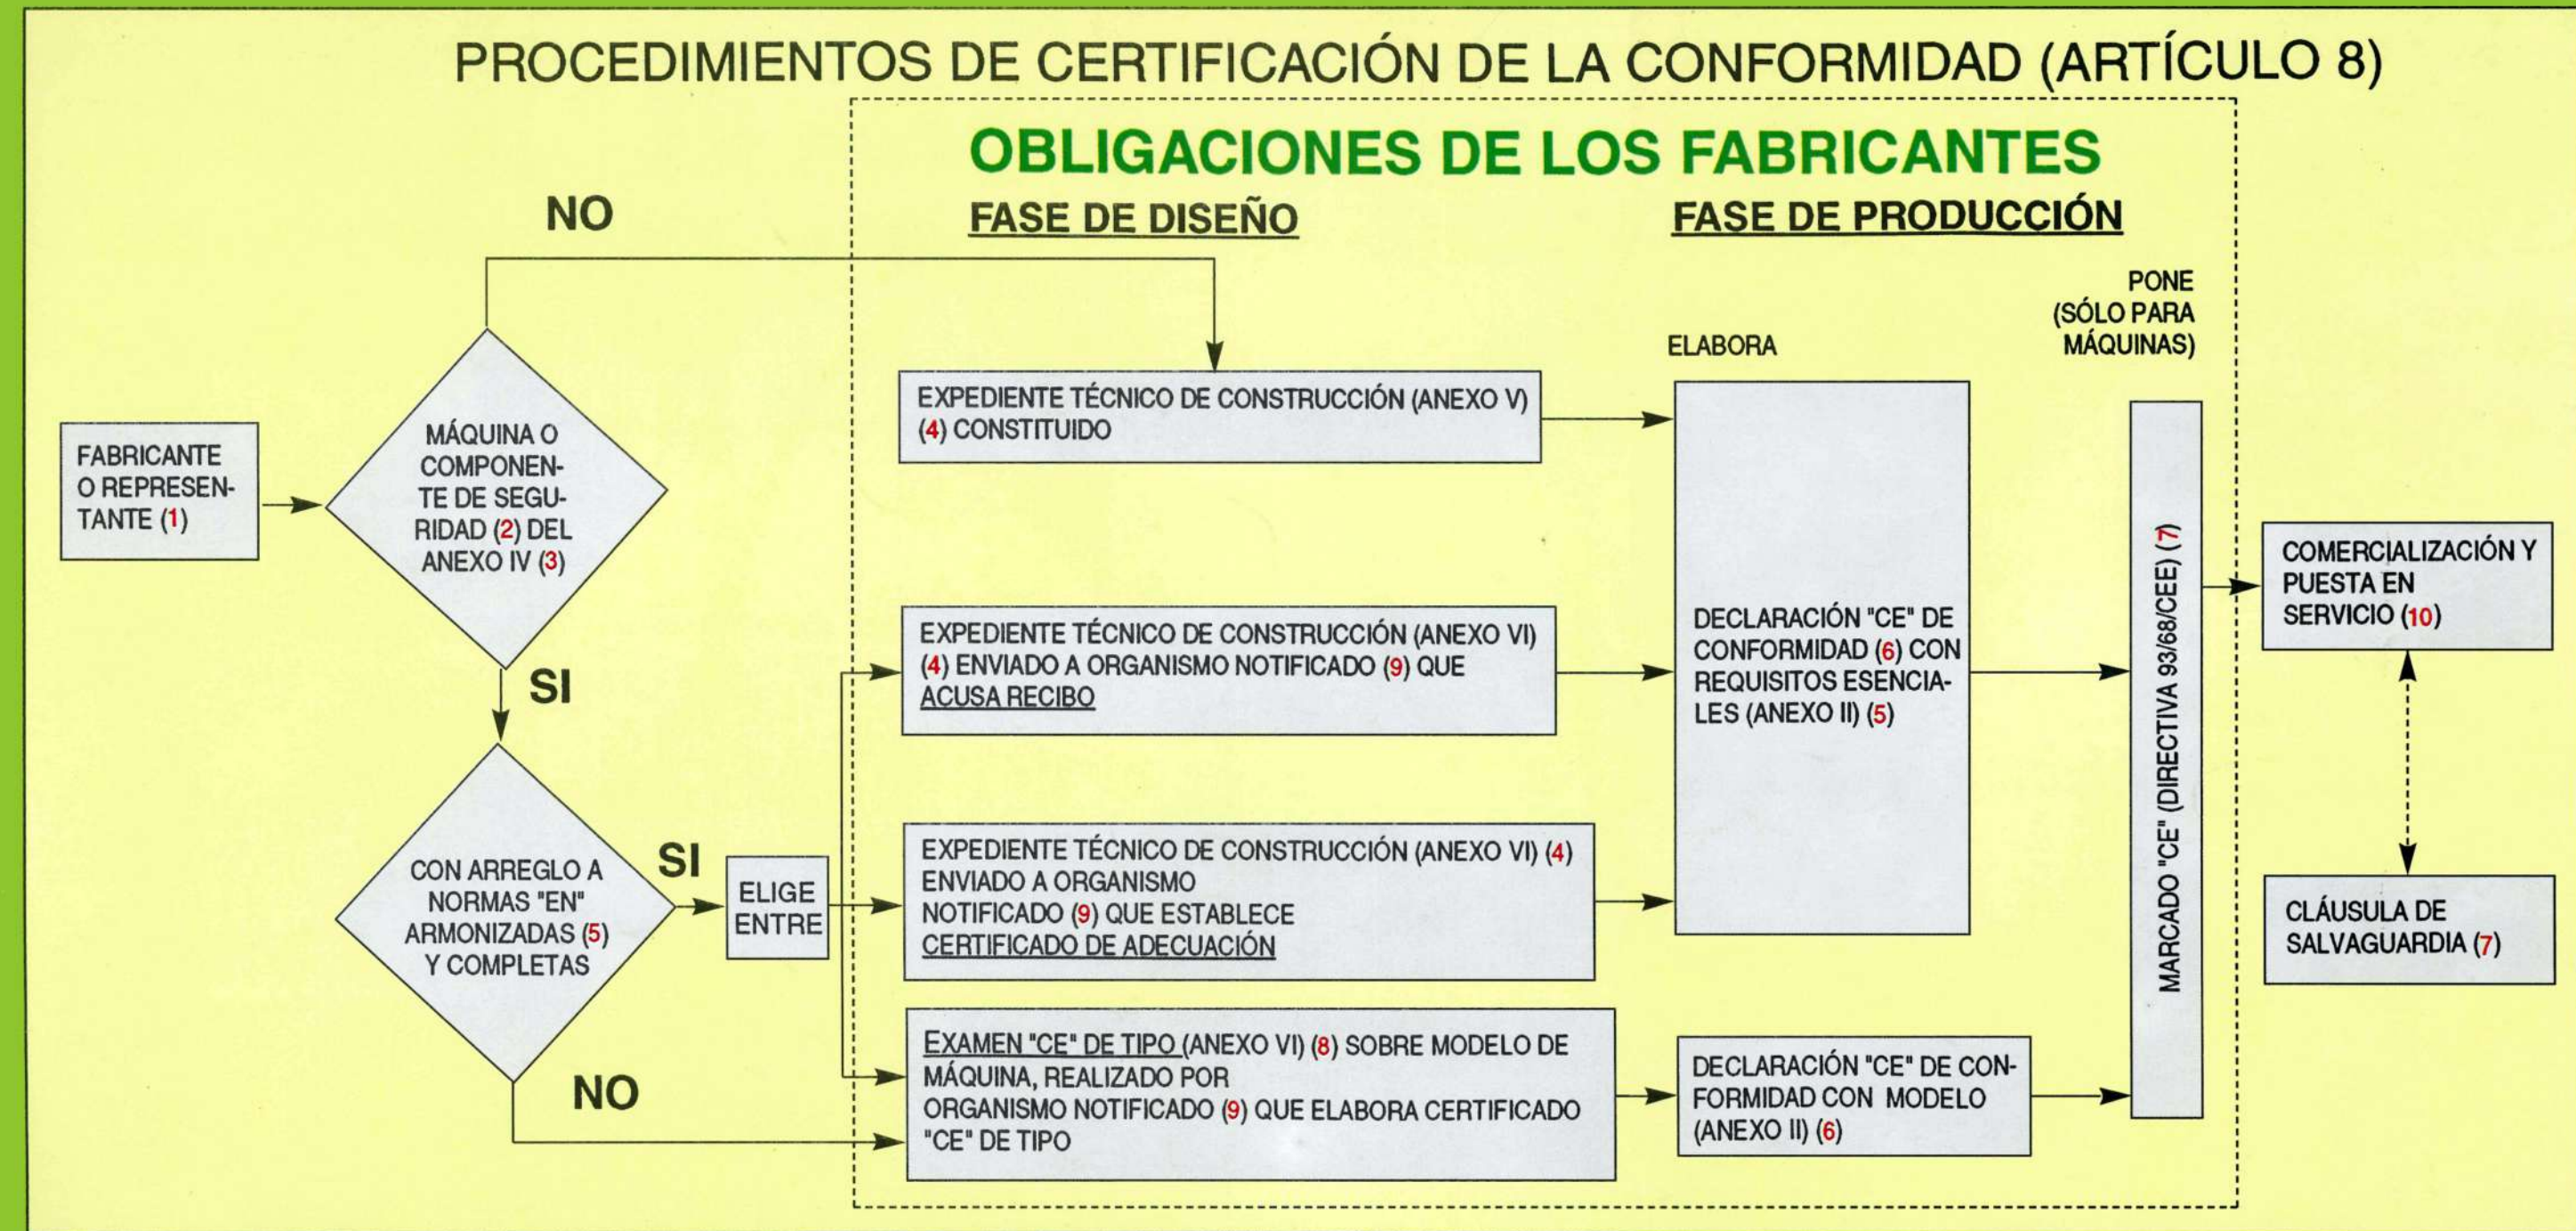 PROCEDIMIENTOS DE CERTIFICACIÓN DE LA CONFORMIDAD (ARTÍCULO 8)
OBLIGACIONES DE LOS FABRICANTES
FASE DE DISEÑO
FASE DE PRODUCCIÓN
NO
PONE
(SÓLO PARA
MÁQUINAS)
ELABORA
FABRICANTE
O REPRESEN-
TANTE (1)
MÁQUINA O
COMPONEN-
TE DE SEGU-
RIDAD (2) DEL
ANEXO IV (3)
EXPEDIENTE TÉCNICO DE CONSTRUCCIÓN (ANEXO V)
(4) CONSTITUIDO
SI
EXPEDIENTE TÉCNICO DE CONSTRUCCIÓN (ANEXO VI)
(4) ENVIADO A ORGANISMO NOTIFICADO (9) QUE
ACUSA RECIBO
DECLARACIÓN "CE" DE
CONFORMIDAD (6) CON
REQUISITOS ESENCIA-
LES (ANEXO II) (5)
MARCADO "CE" (DIRECTIVA 93/68/CEE) (7)
COMERCIALIZACIÓN Y
PUESTA EN
SERVICIO (10)
CON ARREGLO A
NORMAS "EN"
ARMONIZADAS (5)
Y COMPLETAS
SI
ELIGE
ENTRE
EXPEDIENTE TÉCNICO DE CONSTRUCCIÓN (ANEXO VI) (4)
ENVIADO A ORGANISMO
NOTIFICADO (9) QUE ESTABLECE
CERTIFICADO DE ADECUACIÓN
CLÁUSULA DE
SALVAGUARDIA (7)
NO
EXAMEN "CE" DE TIPO (ANEXO VI) (8) SOBRE MODELO DE
MÁQUINA, REALIZADO POR
ORGANISMO NOTIFICADO (9) QUE ELABORA CERTIFICADO
"CE" DE TIPO
DECLARACIÓN "CE" DE CON-
FORMIDAD CON MODELO
(ANEXO II) (6)